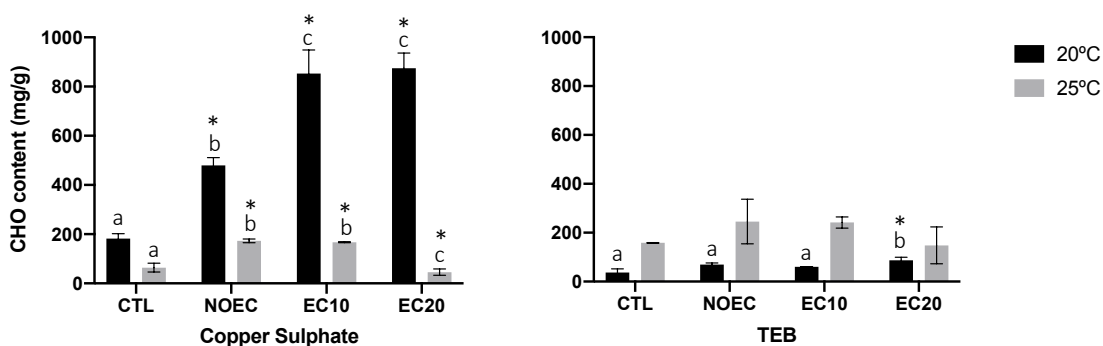 CHO content (mg/g)
1000
800
600
400
200
0
a
a
*
b
*
b
*
c
*
b
*
c
*
c
CTL
NOEC
EC10
EC20
Copper Sulphate
1000
800
600
400
200
0
a
a
a
*
b
CTL
NOEC
EC10
EC20
TEB
20ºC
25ºC